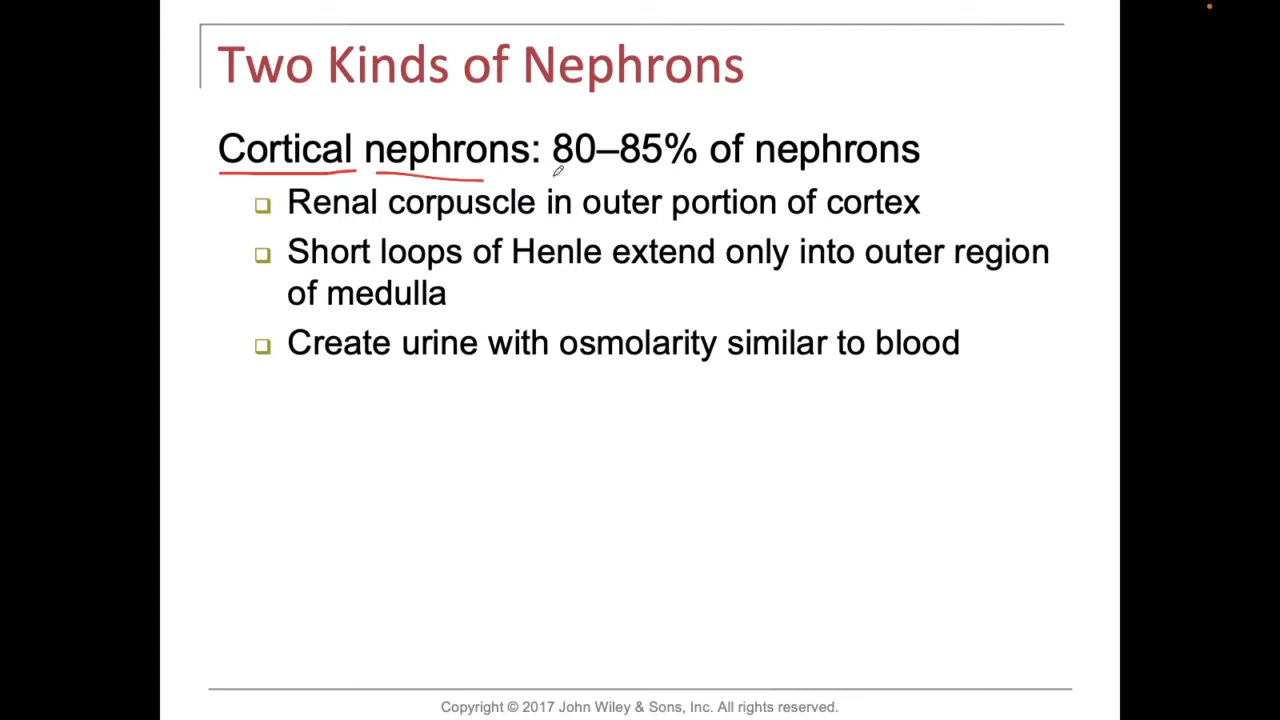 Two Kinds of Nephrons
Cortical nephrons: 80–85% of nephrons
Renal corpuscle in outer portion of cortex
Short loops of Henle extend only into outer region
of medulla
Create urine with osmolarity similar to blood
Copyright © 2017 John Wiley & Sons, Inc. All rights reserved.